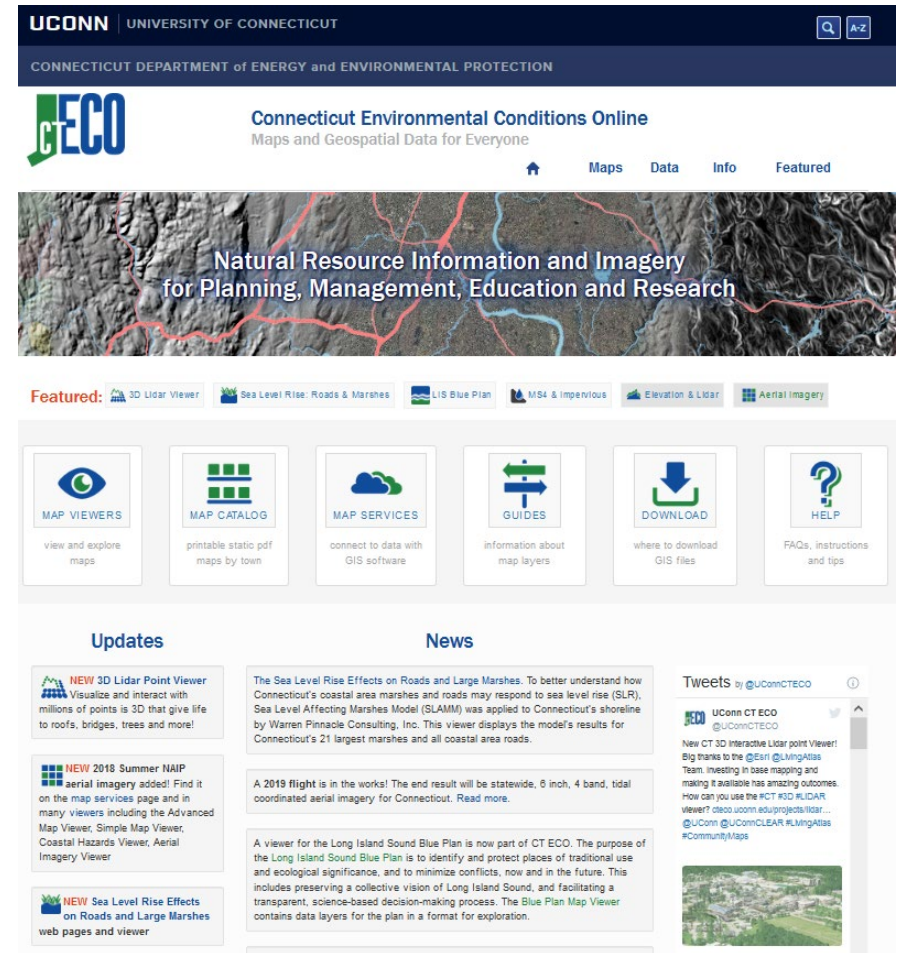 UCONN UNIVERSITY OF CONNECTICUT
A-Z
CONNECTICUT DEPARTMENT of ENERGY and ENVIRONMENTAL PROTECTION
CTECO
Connecticut Environmental Conditions Online
Maps and Geospatial Data for Everyone
Maps Data Info Featured
Natural Resource Information and Imagery
for Planning, Management, Education and Research
Featured: 3D Lidar Viewer Sea Level Rise: Roads & Marshes LIS Blue Plan MS4 & Impervious Elevation & Lidar Aerial Imagery
MAP VIEWERS
view and explore
maps
MAP CATALOG
printable static pdf
maps by town
MAP SERVICES
connect to data with
GIS software
GUIDES
information about
map layers
DOWNLOAD
where to download
GIS files
HELP
FAQs, instructions
and tips
Updates
NEW 3D Lidar Point Viewer
Visualize and interact with
millions of points is 3D that give life
to roofs, bridges, trees and more!
NEW 2018 Summer NAIP
aerial imagery added! Find it
on the map services page and in
many viewers including the Advanced
Map Viewer, Simple Map Viewer,
Coastal Hazards Viewer, Aerial
Imagery Viewer
NEW Sea Level Rise Effects
on Roads and Large Marshes
web pages and viewer
News
The Sea Level Rise Effects on Roads and Large Marshes. To better understand how
Connecticut's coastal area marshes and roads may respond to sea level rise (SLR),
Sea Level Affecting Marshes Model (SLAMM) was applied to Connecticut's shoreline
by Warren Pinnacle Consulting, Inc. This viewer displays the model's results for
Connecticut's 21 largest marshes and all coastal area roads.
A 2019 flight is in the works! The end result will be statewide, 6 inch, 4 band, tidal
coordinated aerial imagery for Connecticut. Read more.
A viewer for the Long Island Sound Blue Plan is now part of CT ECO. The purpose of
the Long Island Sound Blue Plan is to identify and protect places of traditional use
and ecological significance, and to minimize conflicts, now and in the future. This
includes preserving a collective vision of Long Island Sound, and facilitating a
transparent, science-based decision-making process. The Blue Plan Map Viewer
contains data layers for the plan in a format for exploration.
Tweets by @UConnCTECO
UConn CT ECO
@UConnCTECO
New CT 3D Interactive Lidar point Viewer!
Big thanks to the @Esri @LivingAtlas
Team. Investing in base mapping and
making it available has amazing outcomes.
How can you use the #CT #3D #LIDAR
viewer? cteco.uconn.edu/projects/lidar…
@UConn @UConnCLEAR #LivingAtlas
#CommunityMaps